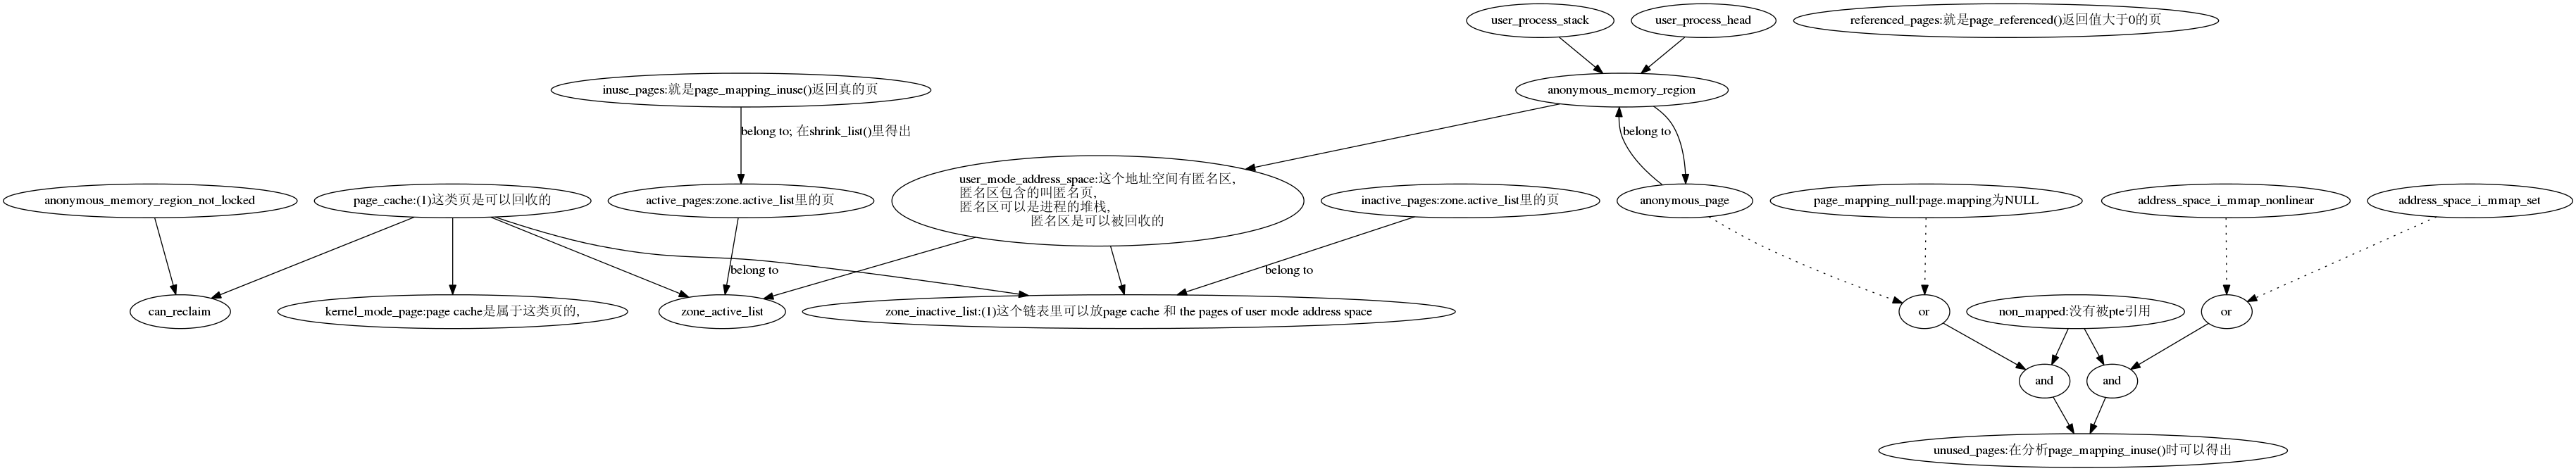 user_process_stack
user_process_head
referenced_pages:就是page_referenced()返回值大于0的页
inuse_pages:就是page_mapping_inuse()返回真的页
anonymous_memory_region
belong to; 在shrink_list()里得出
belong to
anonymous_memory_region_not_locked
page_cache:(1)这类页是可以回收的
active_pages:zone.active_list里的页
user_mode_address_space:这个地址空间有匿名区,
匿名区包含的叫匿名页,
匿名区可以是进程的堆栈,
匿名区是可以被回收的
inactive_pages:zone.active_list里的页
anonymous_page
page_mapping_null:page.mapping为NULL
address_space_i_mmap_nonlinear
address_space_i_mmap_set
belong to
belong to
can_reclaim
kernel_mode_page:page cache是属于这类页的,
zone_active_list
zone_inactive_list:(1)这个链表里可以放page cache 和 the pages of user mode address space
or
non_mapped:没有被pte引用
or
and
and
unused_pages:在分析page_mapping_inuse()时可以得出